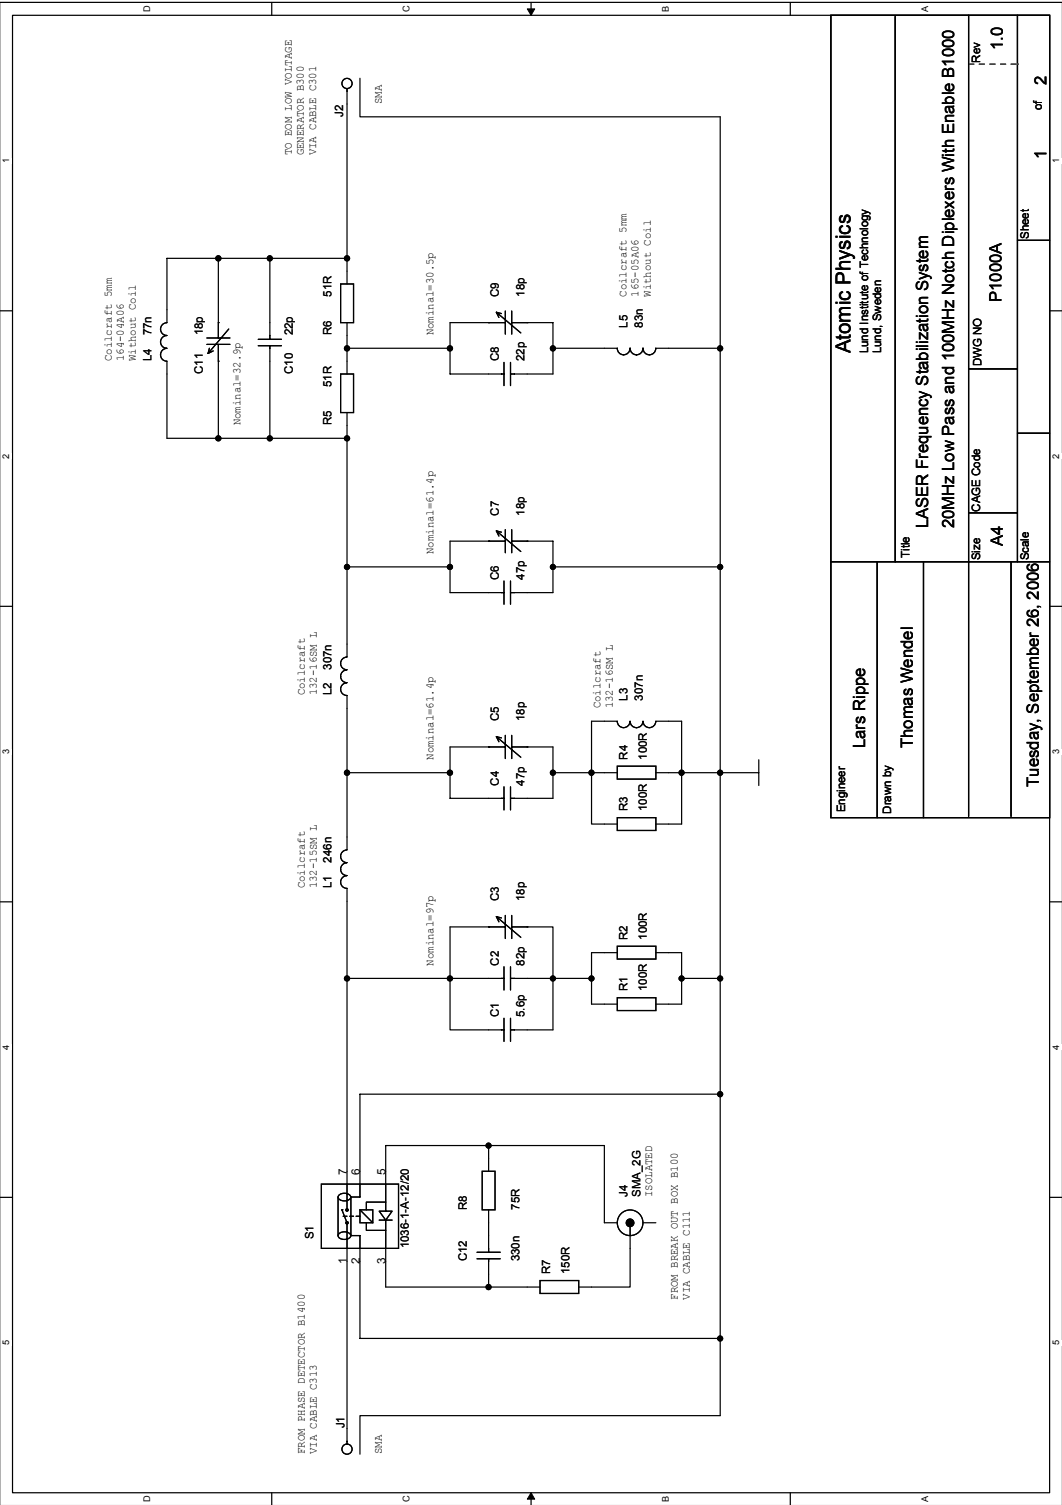 5
4
3
2
1
D
C
B
A
FROM PHASE DETECTOR B1400
VIA CABLE C313
J1
SMA
S1
1
2
3
7
6
5
1036-1-A-12/20
R8
75R
C12
330n
R7
150R
J4
SMA_2G
ISOLATED
FROM BREAK OUT BOX B100
VIA CABLE C111
Nominal=97p
C1
5.6p
C2
82p
C3
18p
R1
100R
R2
100R
Coilcraft
132-15SM L
L1 246n
Nominal=61.4p
C4
47p
C5
18p
R3
100R
R4
100R
Coilcraft
132-16SM L
L3
307n
Coilcraft
132-16SM L
L2 307n
Nominal=61.4p
C6
47p
C7
18p
Coilcraft 5mm
164-04A06
Without Coil
L4 77n
C11 18p
Nominal=32.9p
C10 22p
R5 51R
R6 51R
Nominal=30.5p
C8
22p
C9
18p
L5
83n
Coilcraft 5mm
165-05A06
Without Coil
TO EOM LOW VOLTAGE
GENERATOR B300
VIA CABLE C301
J2
SMA
Engineer
Lars Rippe
Drawn by
Thomas Wendel
Atomic Physics
Lund Institute of Technology
Lund, Sweden
Title
LASER Frequency Stabilization System
20MHz Low Pass and 100MHz Notch Diplexers With Enable B1000
Size
A4
CAGE Code
DWG NO
P1000A
Rev
1.0
Tuesday, September 26, 2006
Scale
Sheet
1 of 2
5
4
3
2
1
D
C
B
A